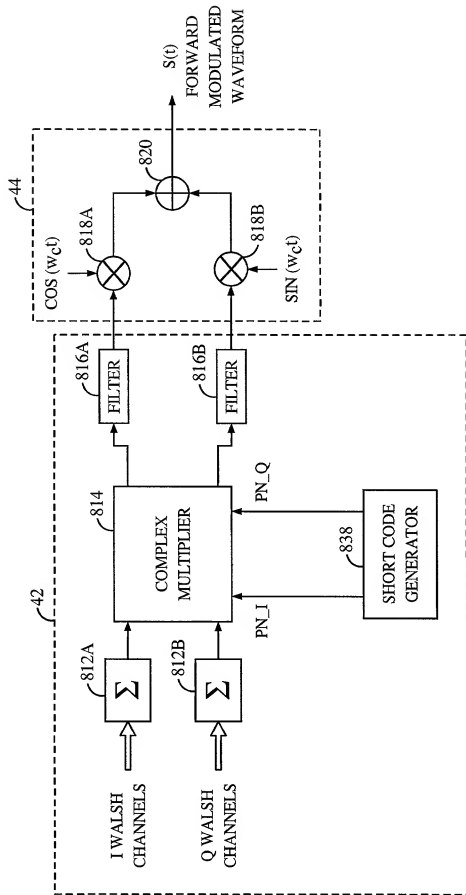 42
I WALSH
CHANNELS
Q WALSH
CHANNELS
812A
Σ
812B
Σ
814
COMPLEX
MULTIPLIER
PN_I
PN_Q
838
SHORT CODE
GENERATOR
816A
FILTER
816B
FILTER
44
COS (wct)
818A
818B
SIN (wct)
820
S(t)
FORWARD
MODULATED
WAVEFORM